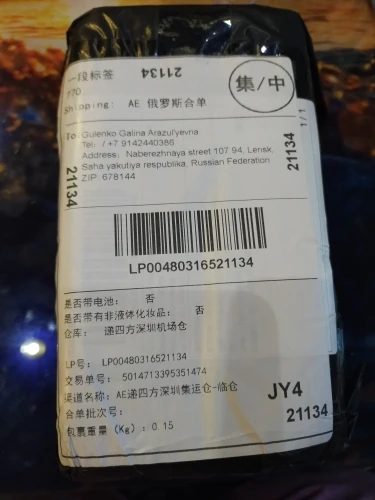 一段标签 21134
770
Shipping: AE 俄罗斯合单
集/中
1/1
To: Gulenko Galina Arazul'yevna
Tel: / +7 9142440386
Address: Naberezhnaya street 107 94, Lensk,
Saha yakutiya respublika, Russian Federation
ZIP: 678144
21134
21134
LP00480316521134
是否带电池: 否
是否带有非液体化妆品: 否
仓库: 递四方深圳机场仓
LP号: LP00480316521134
交易单号: 5014713395351474
渠道名称: AE递四方深圳集运仓-临仓
合单批次号:
包裹重量 (Kg): 0.15
JY4
21134